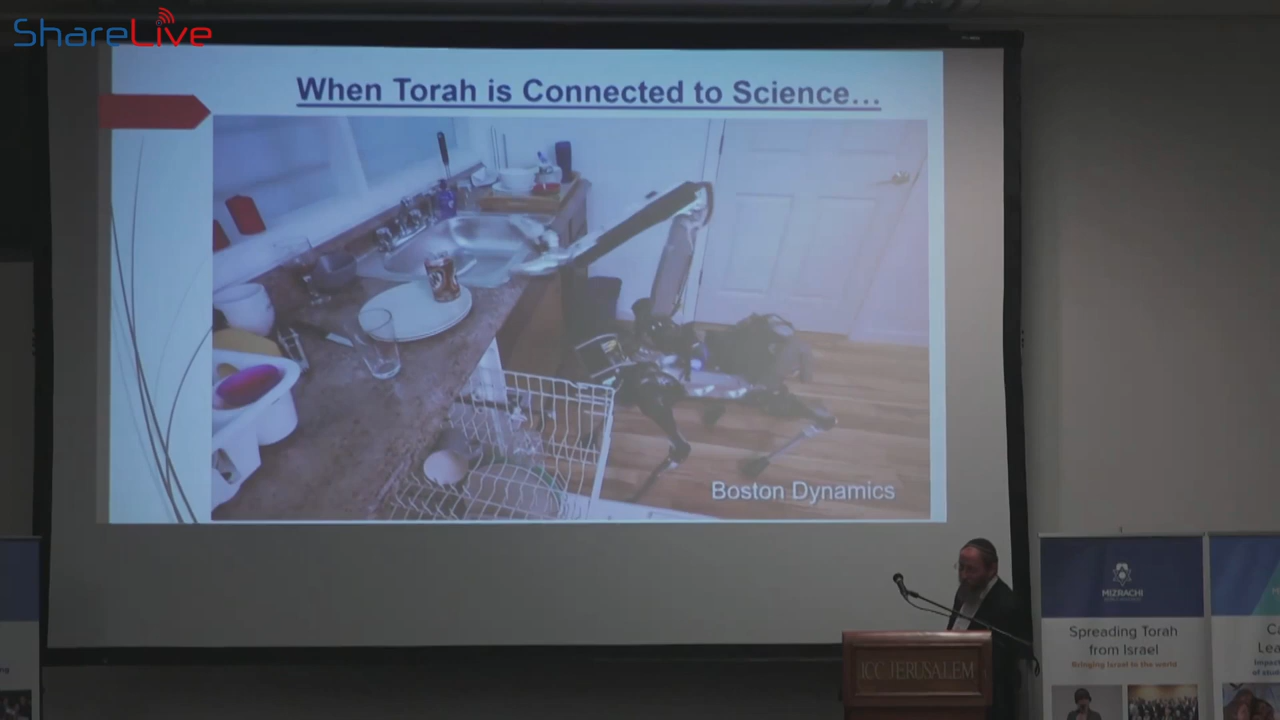 ShareLive
When Torah is Connected to Science...
Boston Dynamics
MIZRACHI
Spreading Torah
from Israel
Bringing Israel to the world
ICC JERUSALEM